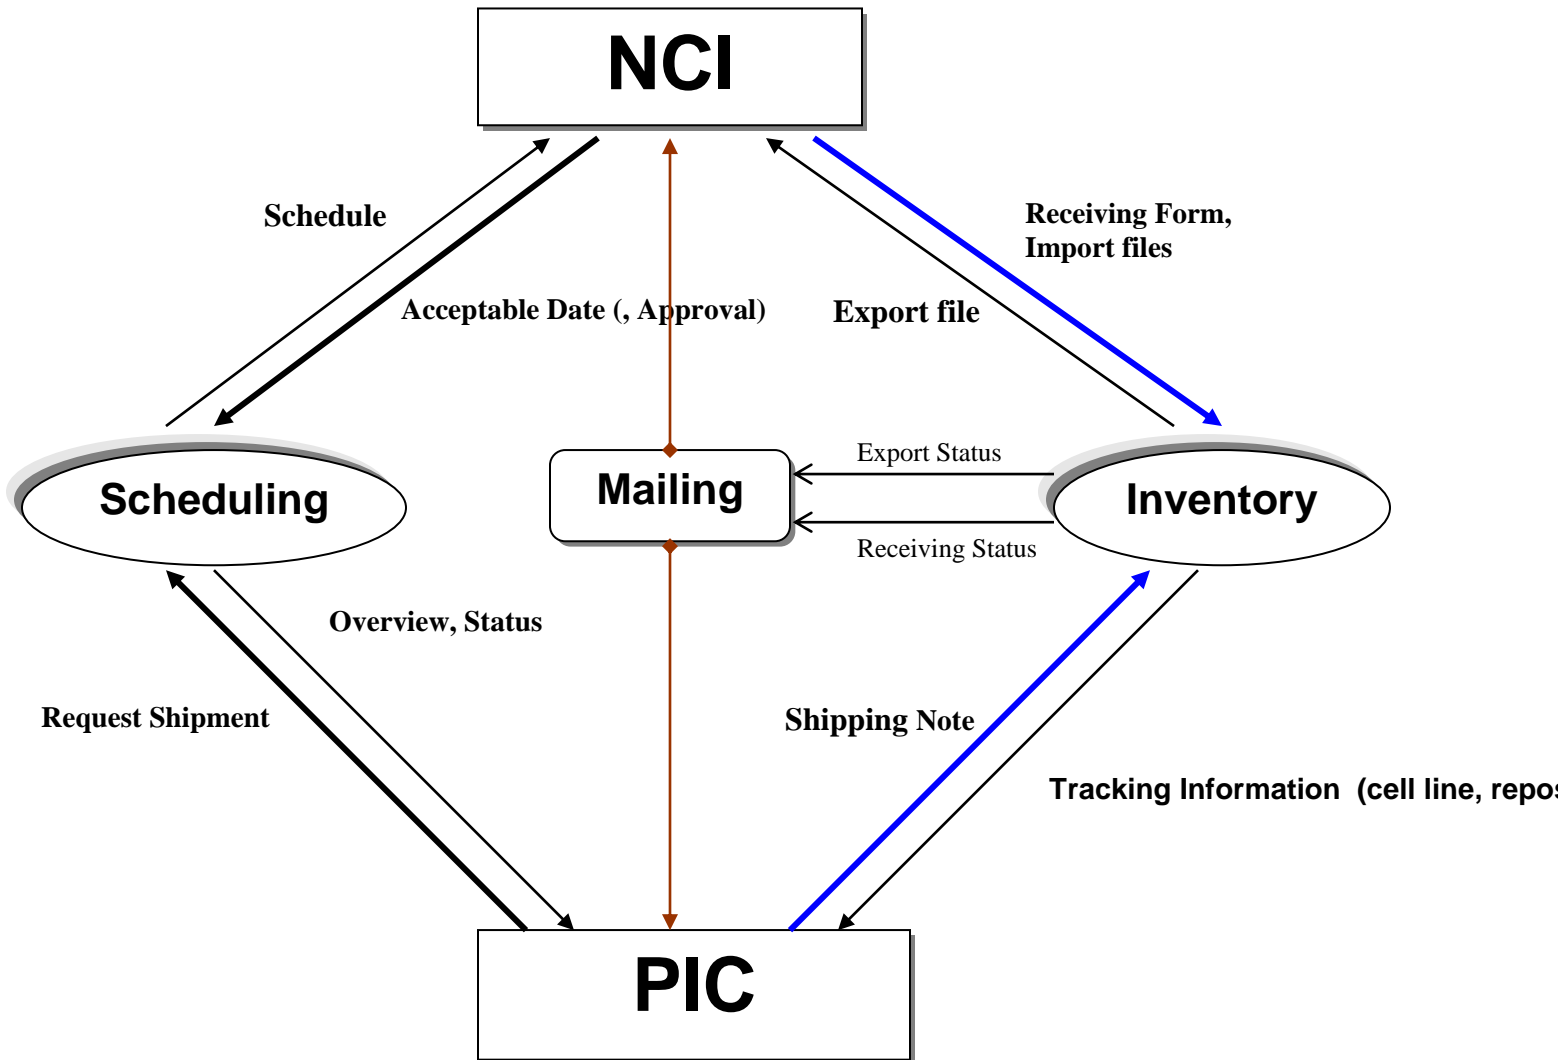 NCI
Schedule
Receiving Form,
Import files
Acceptable Date (, Approval)
Export file
Export Status
Scheduling
Mailing
Inventory
Receiving Status
Overview, Status
Request Shipment
Shipping Note
Tracking Information (cell line, repos
PIC